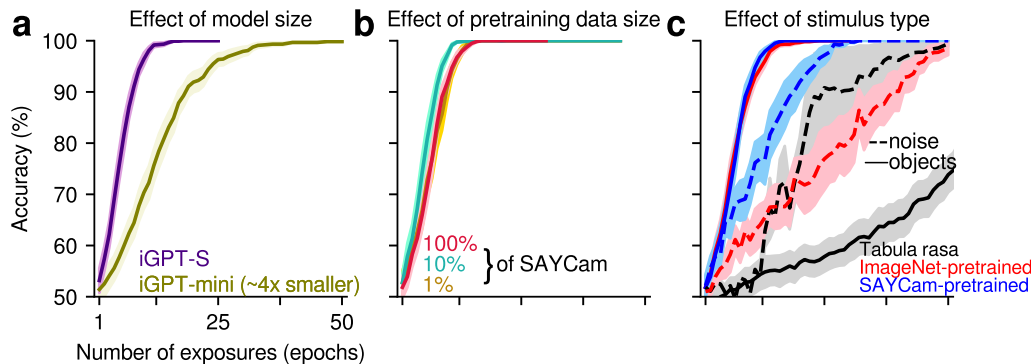 a
Effect of model size
100
90
80
70
60
50
Accuracy (%)
iGPT-S
iGPT-mini (~4x smaller)
1
25
50
Number of exposures (epochs)
b
Effect of pretraining data size
100%
10%
1%
} of SAYCam
c
Effect of stimulus type
noise
objects
Tabula rasa
ImageNet-pretrained
SAYCam-pretrained